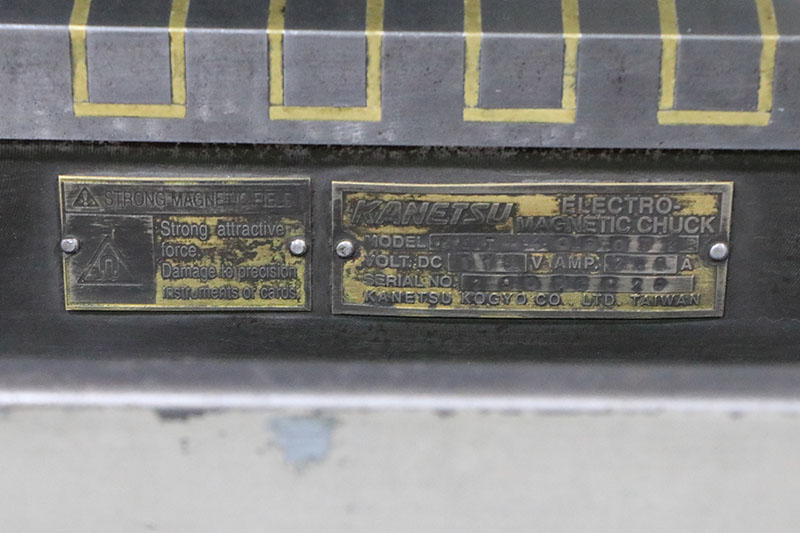 STRONG MAGNETIC FIELD
Strong attractive
force.
Damage to precision
instruments or cards.
KANETSU
ELECTRO-
MAGNETIC CHUCK
MODEL
VOLT. DC V AMP. A
SERIAL NO.
KANETSU KOGYO CO., LTD. TAIWAN